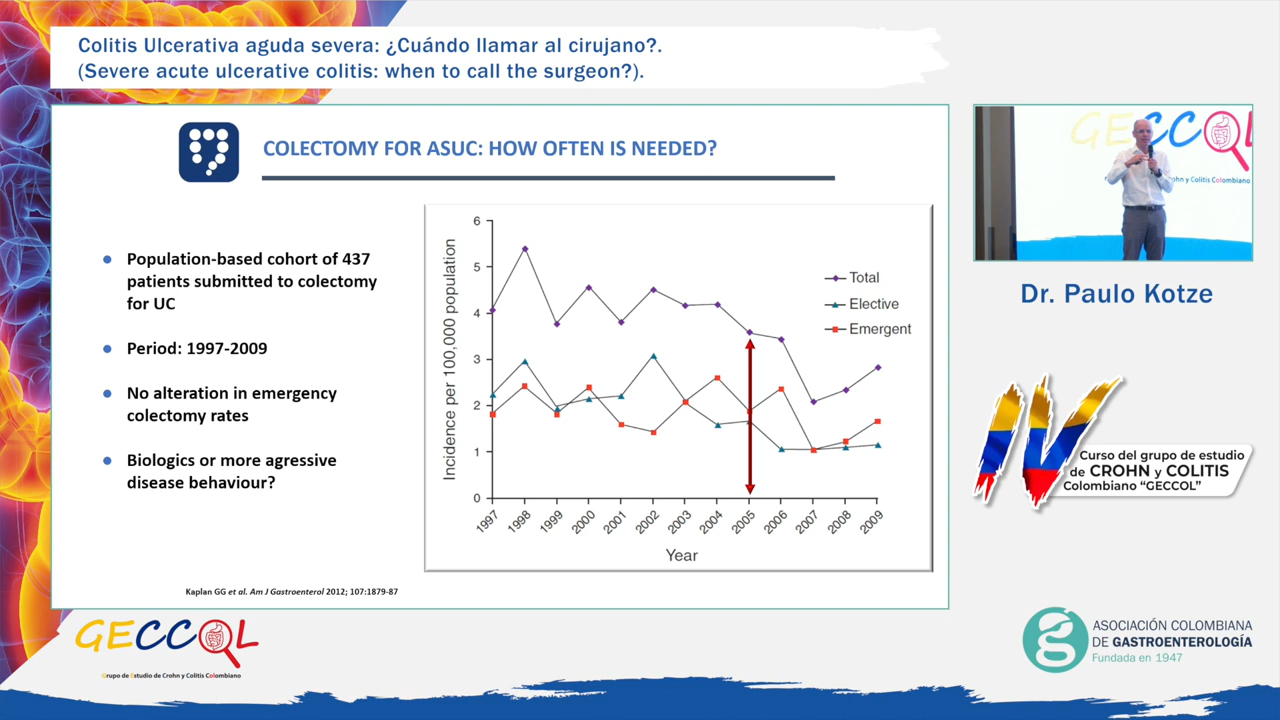 Colitis Ulcerativa aguda severa: ¿Cuándo llamar al cirujano?.
(Severe acute ulcerative colitis: when to call the surgeon?).
COLECTOMY FOR ASUC: HOW OFTEN IS NEEDED?
Population-based cohort of 437
patients submitted to colectomy
for UC
Period: 1997-2009
No alteration in emergency
colectomy rates
Biologics or more agressive
disease behaviour?
Incidence per 100,000 population
6
5
4
3
2
1
0
Total
Elective
Emergent
1997
1998
1999
2000
2001
2002
2003
2004
2005
2006
2007
2008
2009
Year
Kaplan GG et al. Am J Gastroenterol 2012; 107:1879-87
GECCOL
ohn y Colitis Colombiano
Dr. Paulo Kotze
IV
Curso del grupo de estudio
de CROHN y COLITIS
Colombiano “GECCOL”
GECCOL
Grupo de Estudio de Crohn y Colitis Colombiano
ASOCIACIÓN COLOMBIANA
DE GASTROENTEROLOGÍA
Fundada en 1947